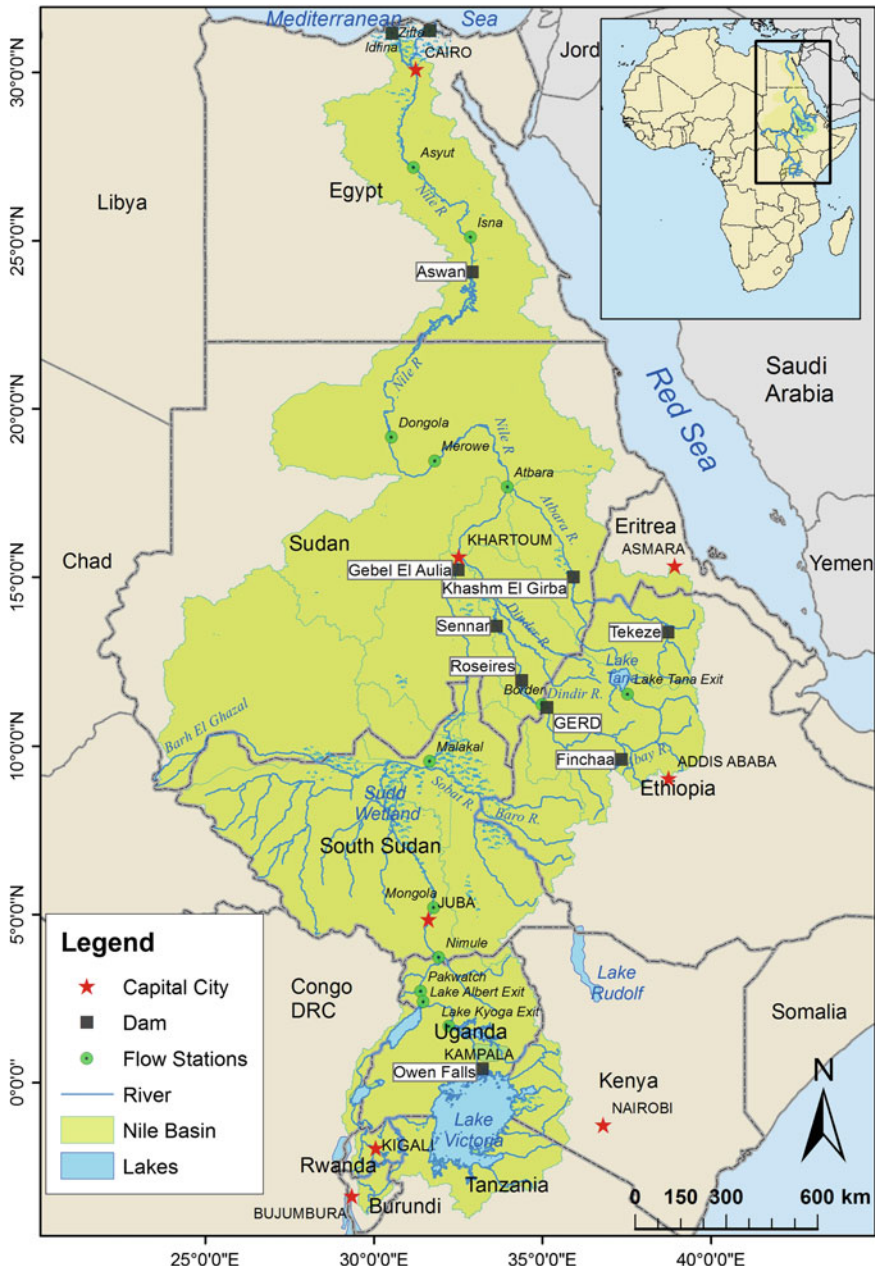 Mediterranean Sea
Idfina
Zifta
CAIRO
Jord
30°0'0"N
Asyut
Libya
Egypt
Nile R
Isna
25°0'0"N
Aswan
Saudi
Arabia
Red Sea
20°0'0"N
Nile R
Dongola
Merowe
Nile R
Atbara
Atbara R.
Chad
Sudan
KHARTOUM
Eritrea
ASMARA
Yemen
15°0'0"N
Gebel El Aulia
Khashm El Girba
Sennar
Dinder R.
Tekeze
Roseires
Lake
Tana
Lake Tana Exit
Border
Dindir R.
GERD
Barh El Ghazal
10°0'0"N
Malakal
Finchaa
Abay R.
ADDIS ABABA
Ethiopia
Sobat R.
Sudd
Wetland
Baro R.
South Sudan
Mongola
JUBA
5°0'0"N
Nimule
Congo
DRC
Pakwatch
Lake Albert Exit
Lake Kyoga Exit
Uganda
Lake
Rudolf
Somalia
KAMPALA
Owen Falls
0°0'0"
Kenya
NAIROBI
Lake
Victoria
KIGALI
Rwanda
Tanzania
Burundi
BUJUMBURA
Legend
Capital City
Dam
Flow Stations
River
Nile Basin
Lakes
N
0 150 300 600 km
25°0'0"E 30°0'0"E 35°0'0"E 40°0'0"E